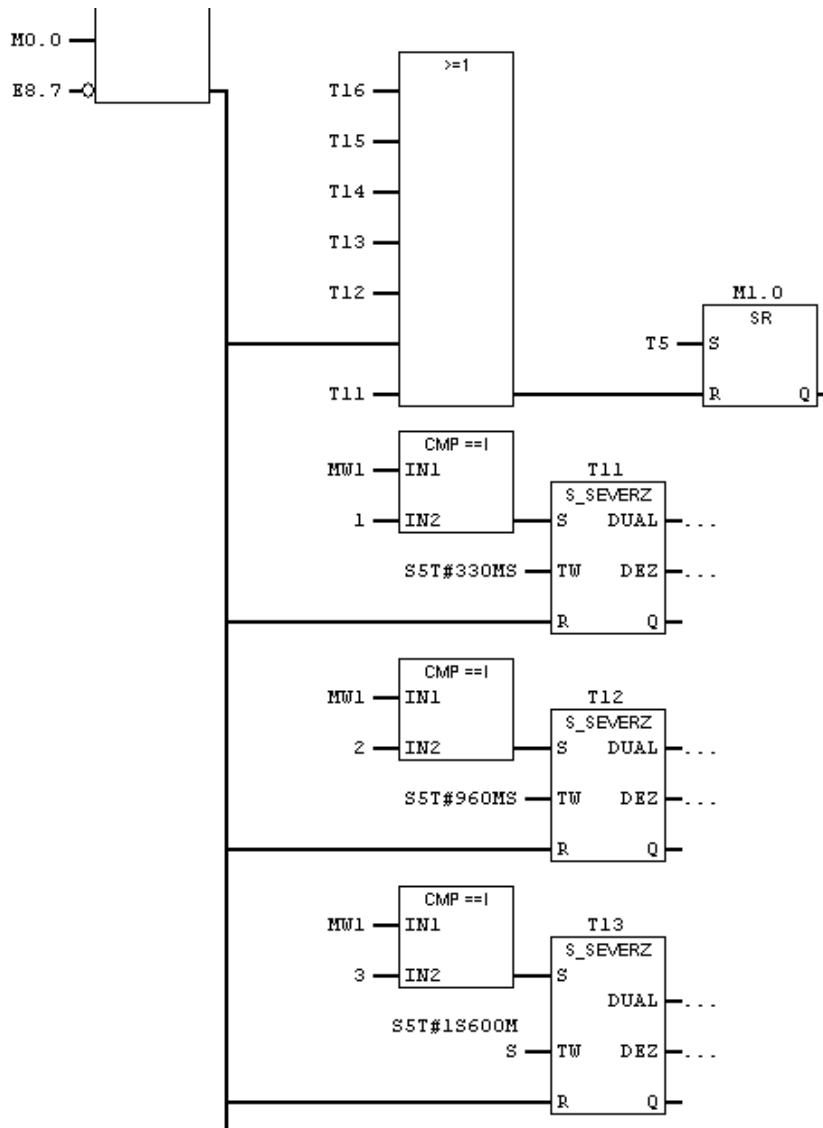 M0.0
E8.7
>=1
T16
T15
T14
T13
T12
T11
M1.0
SR
T5 S
R Q
CMP ==I
MW1 IN1
1 IN2
T11
S_SEVERZ
S DUAL ...
S5T#330MS TW DEZ ...
R Q
CMP ==I
MW1 IN1
2 IN2
T12
S_SEVERZ
S DUAL ...
S5T#960MS TW DEZ ...
R Q
CMP ==I
MW1 IN1
3 IN2
T13
S_SEVERZ
S
DUAL ...
S5T#1S600M
S TW DEZ ...
R Q